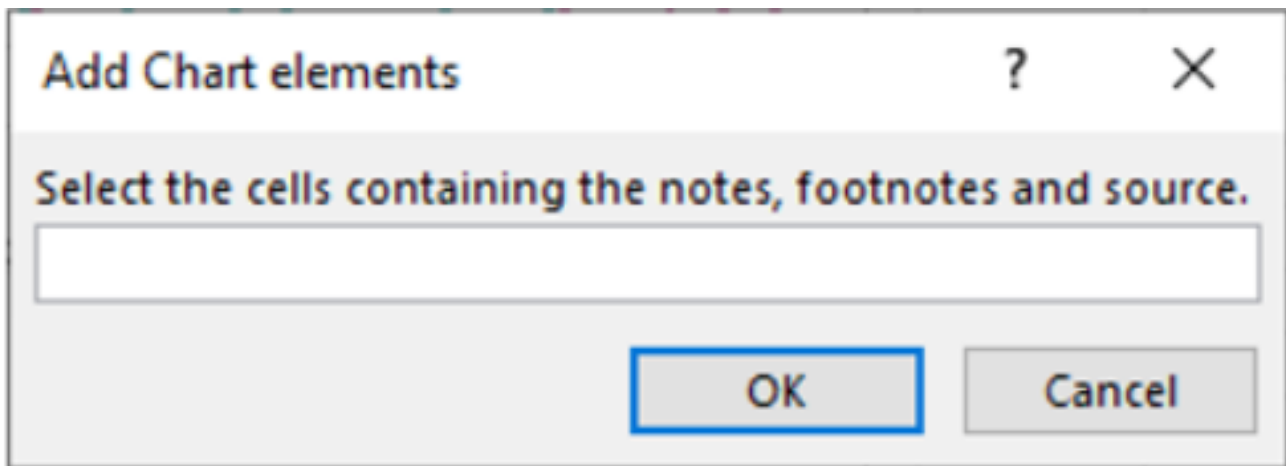 Add Chart elements ?
Select the cells containing the notes, footnotes and source.
OK Cancel